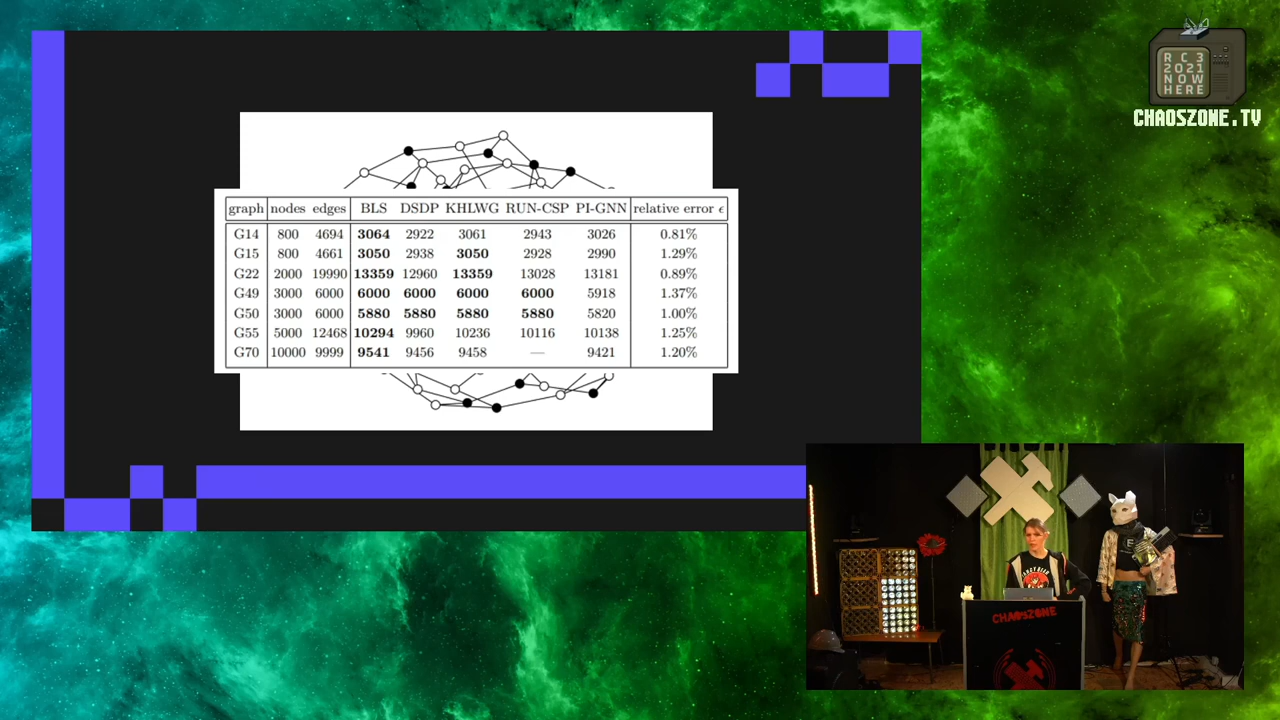 RC3
2021
NOW
HERE
CHAOSZONE.TV
graph nodes edges BLS DSDP KHLWG RUN-CSP PI-GNN relative error ϵ
G14 800 4694 3064 2922 3061 2943 3026 0.81%
G15 800 4661 3050 2938 3050 2928 2990 1.29%
G22 2000 19990 13359 12960 13359 13028 13181 0.89%
G49 3000 6000 6000 6000 6000 6000 5918 1.37%
G50 3000 6000 5880 5880 5880 5880 5820 1.00%
G55 5000 12468 10294 9960 10236 10116 10138 1.25%
G70 10000 9999 9541 9456 9458 — 9421 1.20%
CHAOSZONE